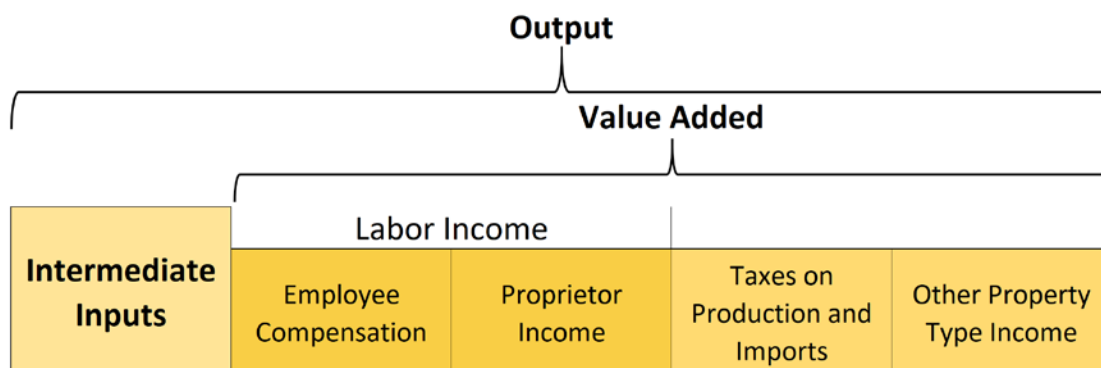 Output
Value Added
Labor Income
Intermediate
Inputs
Employee
Compensation
Proprietor
Income
Taxes on
Production and
Imports
Other Property
Type Income